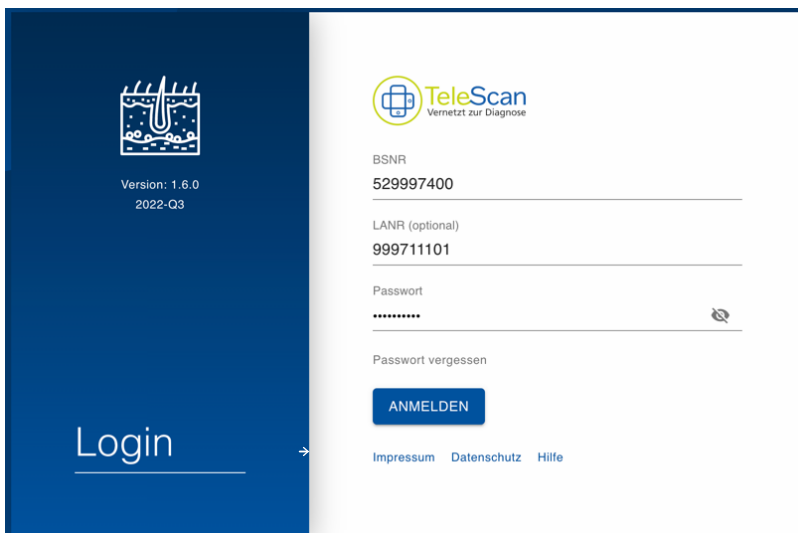 Version: 1.6.0
2022-Q3
Login
TeleScan
Vernetzt zur Diagnose
BSNR
529997400
LANR (optional)
999711101
Passwort
••••••••••
Passwort vergessen
ANMELDEN
Impressum Datenschutz Hilfe